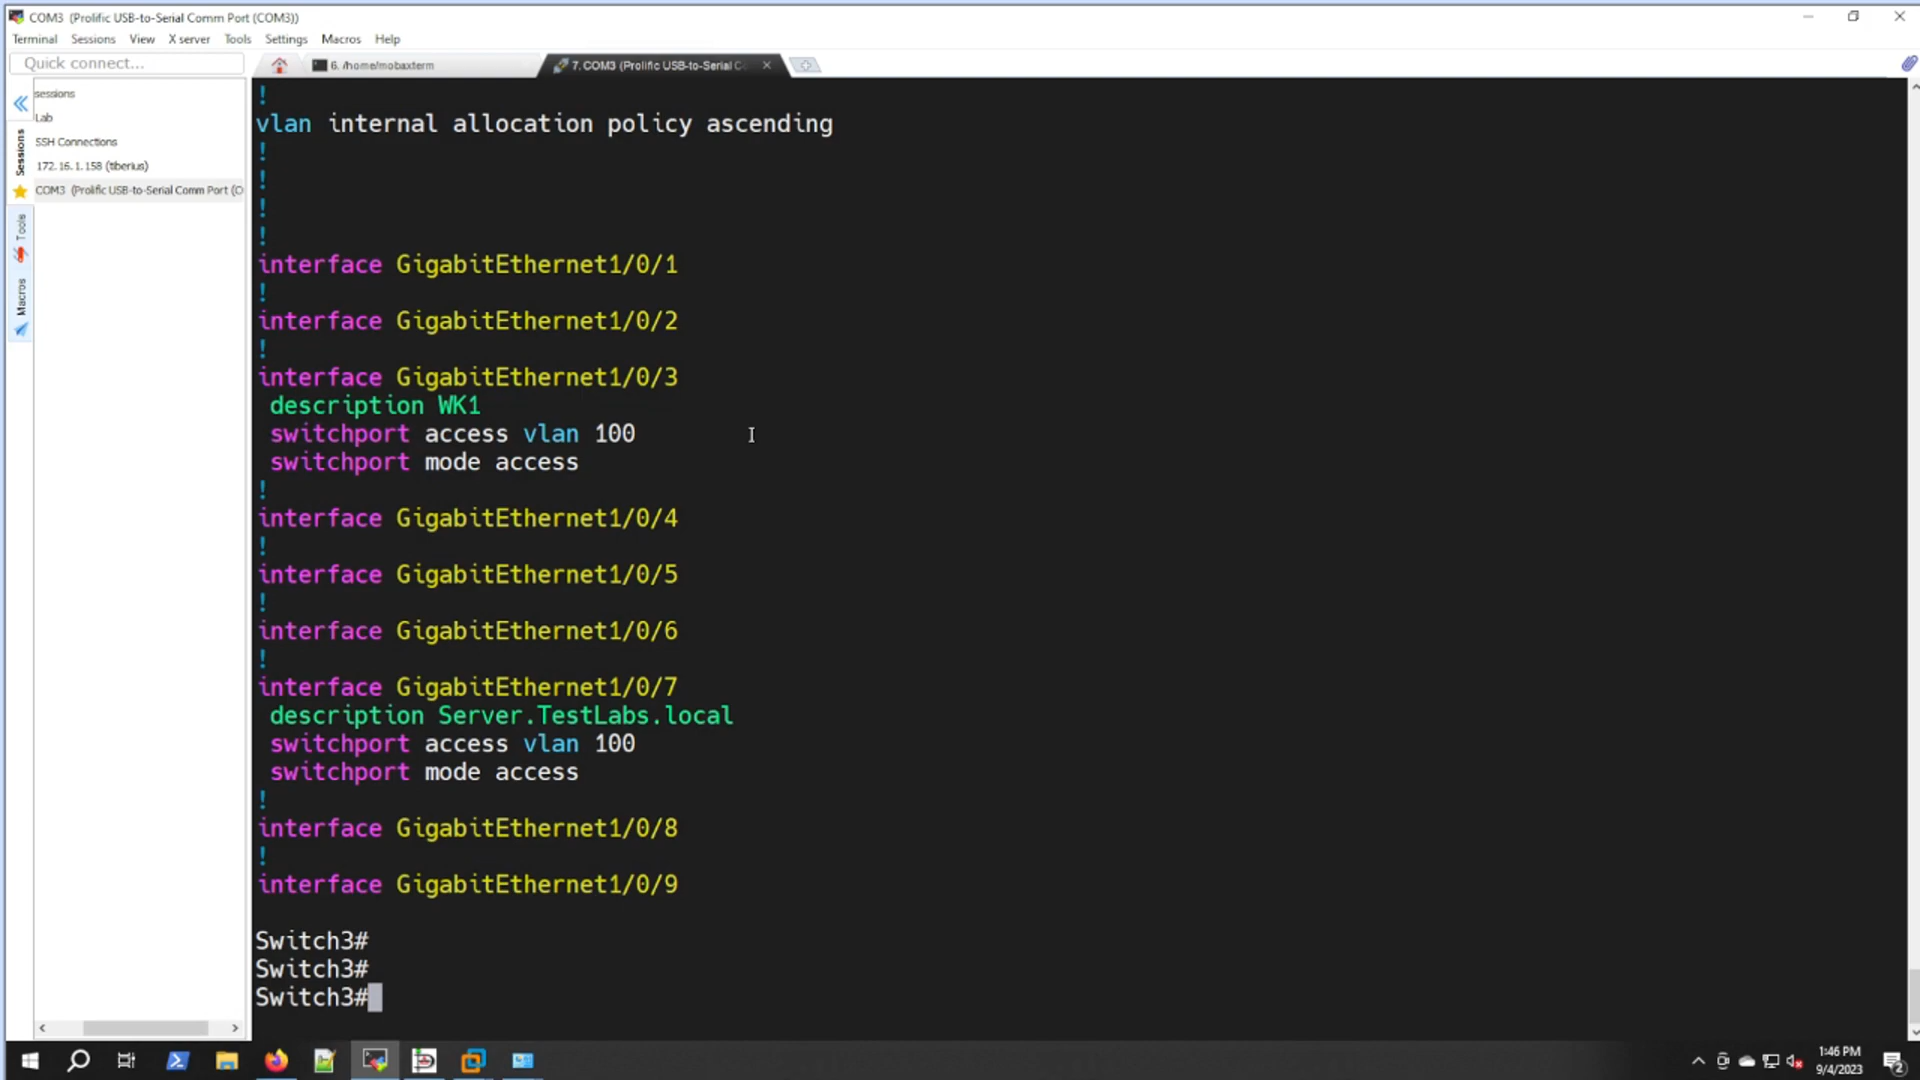 COM3 (Prolific USB-to-Serial Comm Port (COM3))
Terminal Sessions View X server Tools Settings Macros Help
Quick connect...
6. /home/mobaxterm
7. COM3 (Prolific USB-to-Serial C
sessions
Lab
SSH Connections
172.16.1.158 (tiberius)
COM3 (Prolific USB-to-Serial Comm Port (O
Sessions
Tools
Macros
!
vlan internal allocation policy ascending
!
!
!
!
interface GigabitEthernet1/0/1
!
interface GigabitEthernet1/0/2
!
interface GigabitEthernet1/0/3
description WK1
switchport access vlan 100
switchport mode access
!
interface GigabitEthernet1/0/4
!
interface GigabitEthernet1/0/5
!
interface GigabitEthernet1/0/6
!
interface GigabitEthernet1/0/7
description Server.TestLabs.local
switchport access vlan 100
switchport mode access
!
interface GigabitEthernet1/0/8
!
interface GigabitEthernet1/0/9
Switch3#
Switch3#
Switch3#
1:46 PM
9/4/2023
2